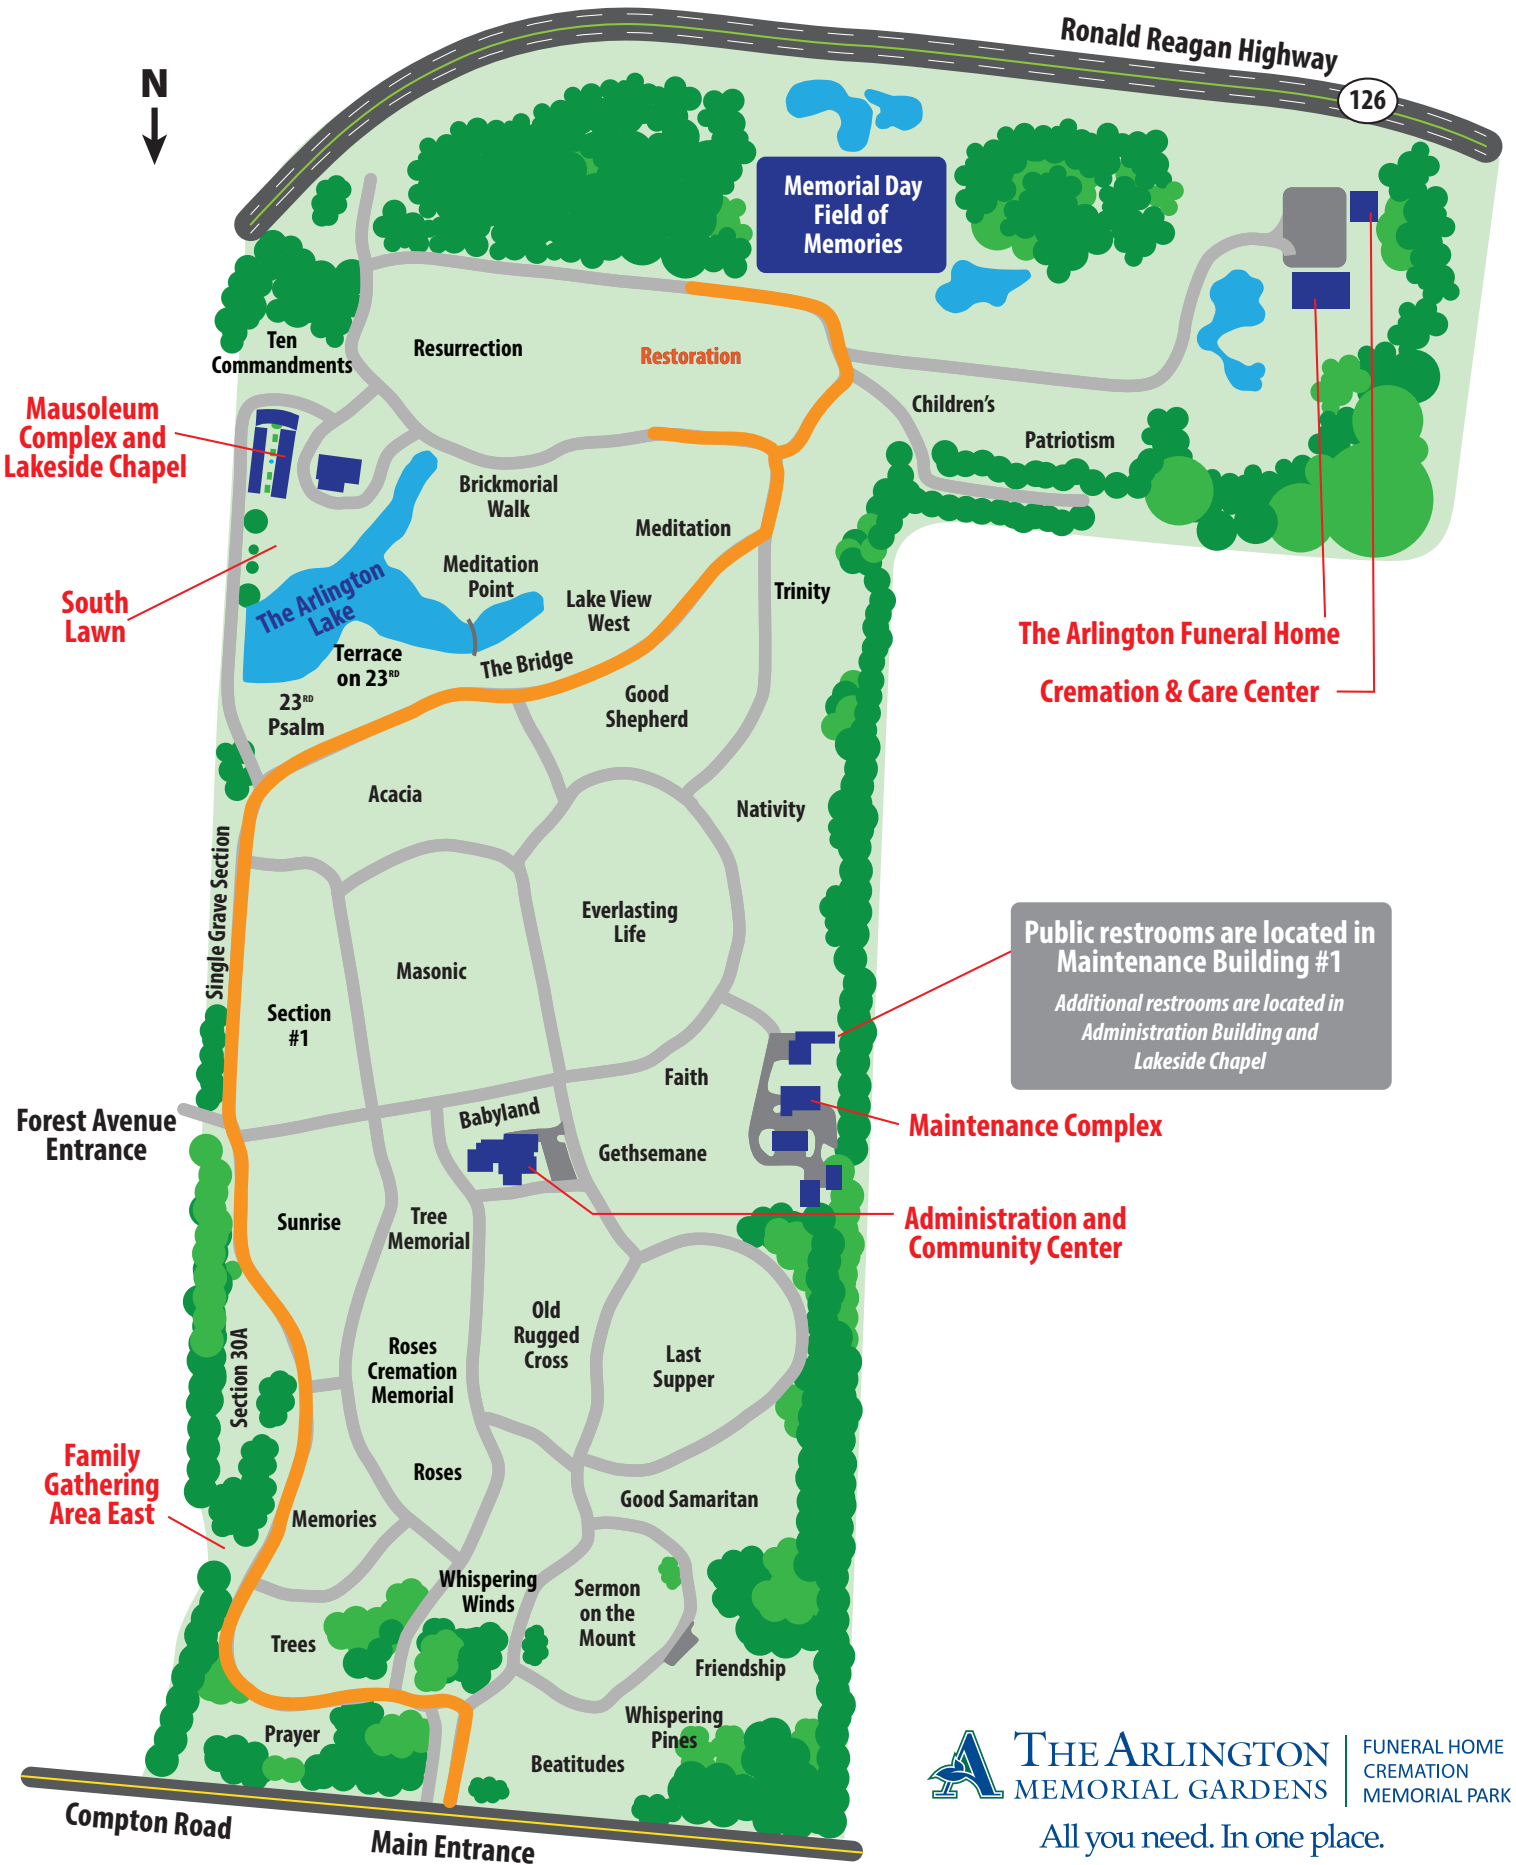 Ronald Reagan Highway
126
N
Memorial Day
Field of
Memories
Ten
Commandments
Resurrection
Restoration
Children's
Patriotism
Mausoleum
Complex and
Lakeside Chapel
Brickmorial
Walk
Meditation
Meditation
Point
Lake View
West
Trinity
South
Lawn
The Arlington
Lake
Terrace
on 23RD
The Bridge
23RD
Psalm
Good
Shepherd
The Arlington Funeral Home
Cremation & Care Center
Acacia
Nativity
Single Grave Section
Everlasting
Life
Masonic
Section
#1
Public restrooms are located in
Maintenance Building #1
Additional restrooms are located in
Administration Building and
Lakeside Chapel
Faith
Babyland
Forest Avenue
Entrance
Gethsemane
Maintenance Complex
Sunrise
Tree
Memorial
Administration and
Community Center
Old
Rugged
Cross
Roses
Cremation
Memorial
Last
Supper
Section 30A
Family
Gathering
Area East
Roses
Memories
Good Samaritan
Whispering
Winds
Sermon
on the
Mount
Trees
Friendship
Whispering
Pines
Prayer
Beatitudes
Compton Road
Main Entrance
A
THE ARLINGTON
MEMORIAL GARDENS
FUNERAL HOME
CREMATION
MEMORIAL PARK
All you need. In one place.